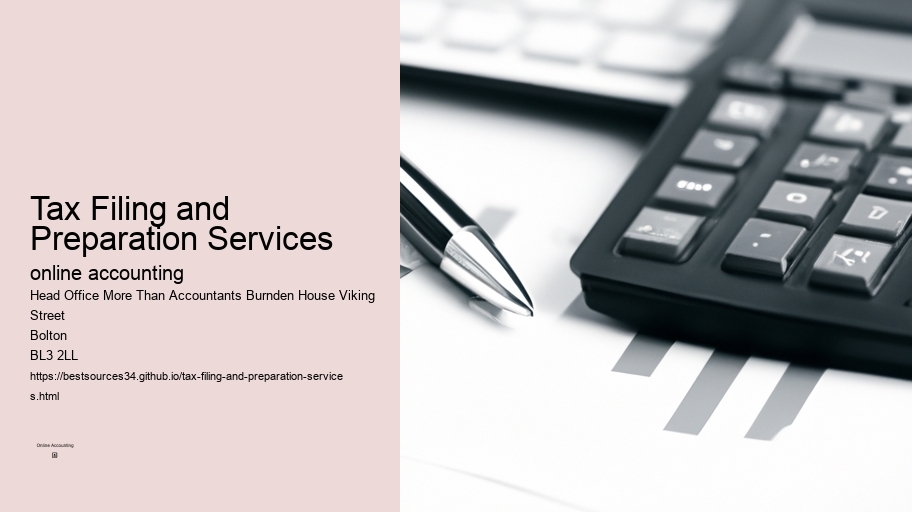 Tax Filing and
Preparation Services
online accounting
Head Office More Than Accountants Burnden House Viking
Street
Bolton
BL3 2LL
https://bestsources34.github.io/tax-filing-and-preparation-service
s.html
Online Accounting